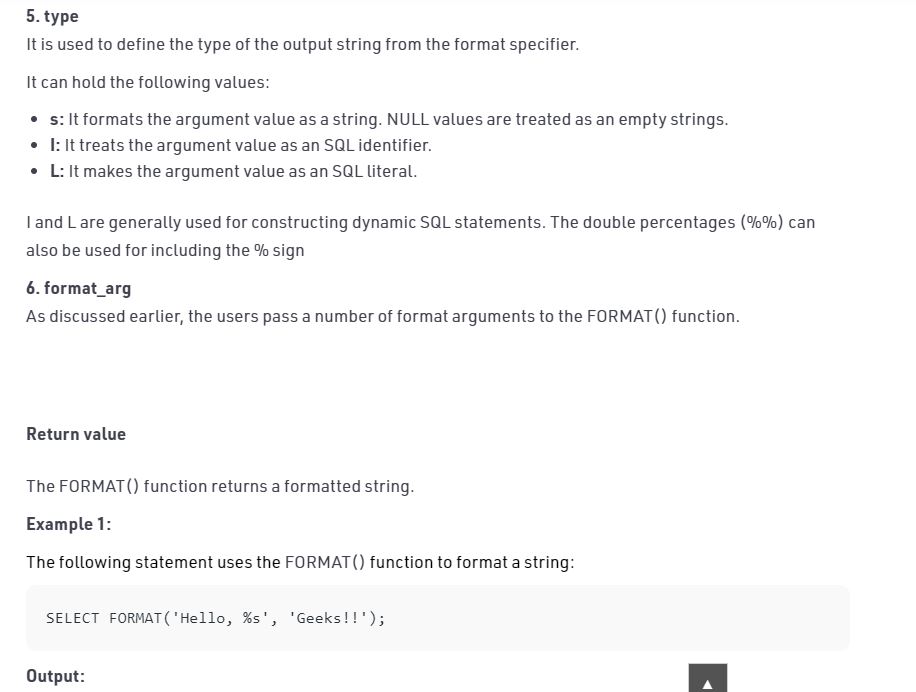 5. type
It is used to define the type of the output string from the format specifier.
It can hold the following values:
• s: It formats the argument value as a string. NULL values are treated as an empty strings.
• I: It treats the argument value as an SQL identifier.
• L: It makes the argument value as an SQL literal.
I and L are generally used for constructing dynamic SQL statements. The double percentages (%%) can
also be used for including the % sign
6. format_arg
As discussed earlier, the users pass a number of format arguments to the FORMAT() function.
Return value
The FORMAT() function returns a formatted string.
Example 1:
The following statement uses the FORMAT() function to format a string:
SELECT FORMAT('Hello, %s', 'Geeks!!');
Output: